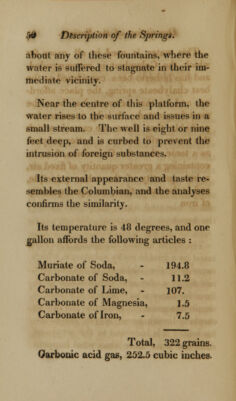 50 Description of the Springs.
about any of these fountains, where the
water is suffered to stagnate in their im-
mediate vicinity.
Near the centre of this platform, the
water rises to the surface and issues in a
small stream. The well is eight or nine
feet deep, and is curbed to prevent the
intrusion of foreign substances.
Its external appearance and taste re-
sembles the Columbian, and the analyses
confirms the similarity.
Its temperature is 48 degrees, and one
gallon affords the following articles :
Muriate of Soda, - 194.8
Carbonate of Soda, - 11.2
Carbonate of Lime, - 107.
Carbonate of Magnesia, 1.5
Carbonate of Iron, - 7.5
Total, 322 grains.
Carbonic acid gas, 252.5 cubic inches.